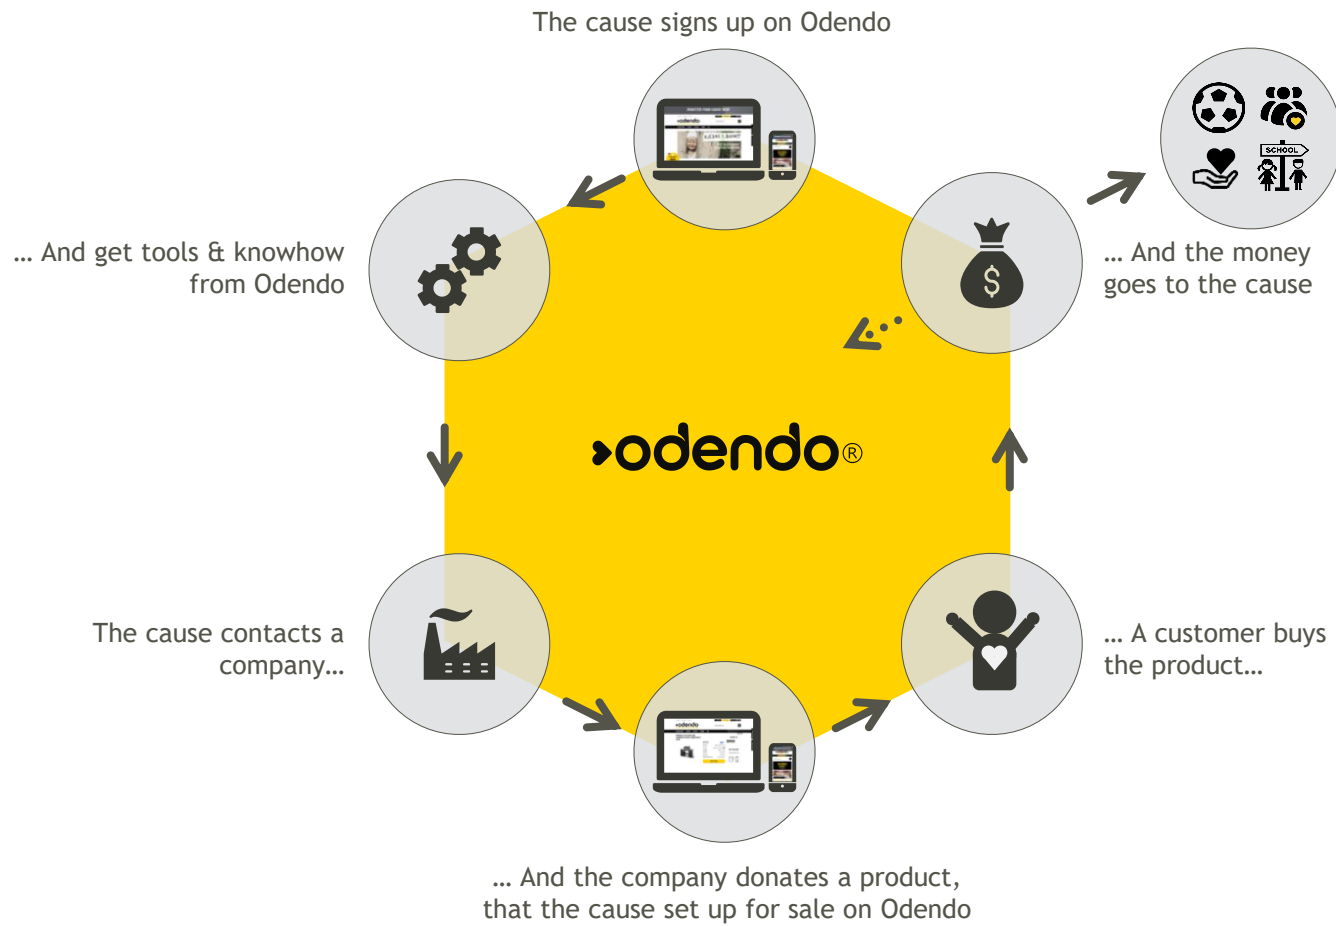 The cause signs up on Odendo
SCHOOL
… And get tools & knowhow
from Odendo
$
… And the money
goes to the cause
odendo®
The cause contacts a
company…
… A customer buys
the product…
odendo
odendo
… And the company donates a product,
that the cause set up for sale on Odendo